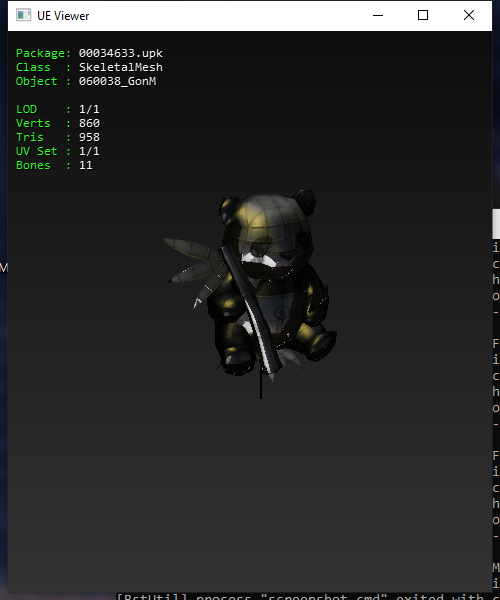 UE Viewer
Package: 00034633.upk
Class : SkeletalMesh
Object : 060038_GonM
LOD : 1/1
Verts : 860
Tris : 958
UV Set : 1/1
Bones : 11
M
i
c
h
o
-
F
i
c
h
o
-
F
i
c
h
o
-
M
i
[BstUtil] process "screenshot.cmd" exited with c